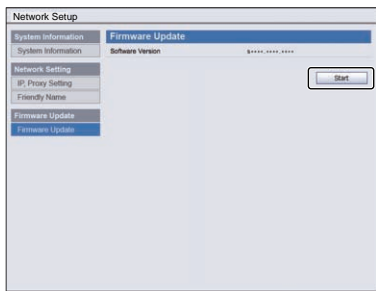 Network Setup
System Information
System Information
Network Setting
IP, Proxy Setting
Friendly Name
Firmware Update
Firmware Update
Firmware Update
Software Version
Start